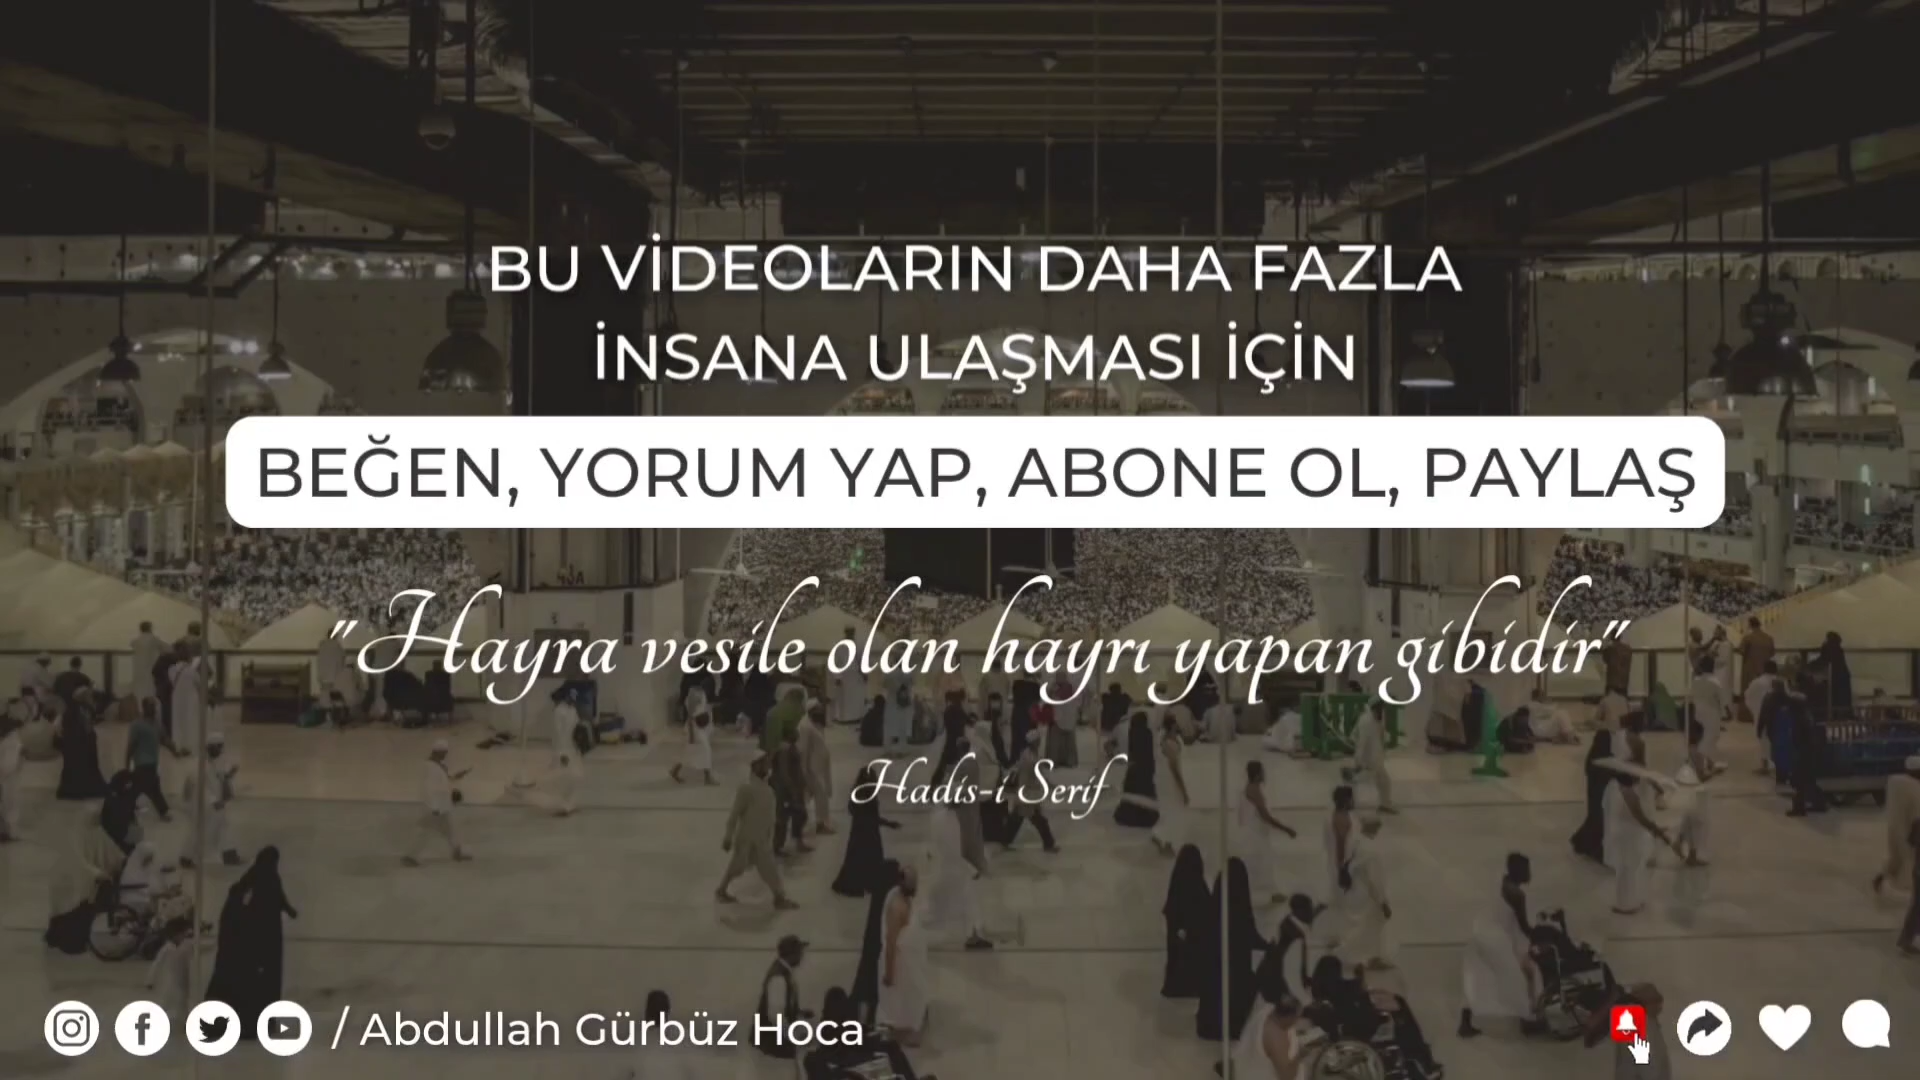 BU VİDEOLARIN DAHA FAZLA
İNSANA ULAŞMASI İÇİN
BEĞEN, YORUM YAP, ABONE OL, PAYLAŞ
"Hayra vesile olan hayrı yapan gibidir"
Hadis-i Serif
/ Abdullah Gürbüz Hoca